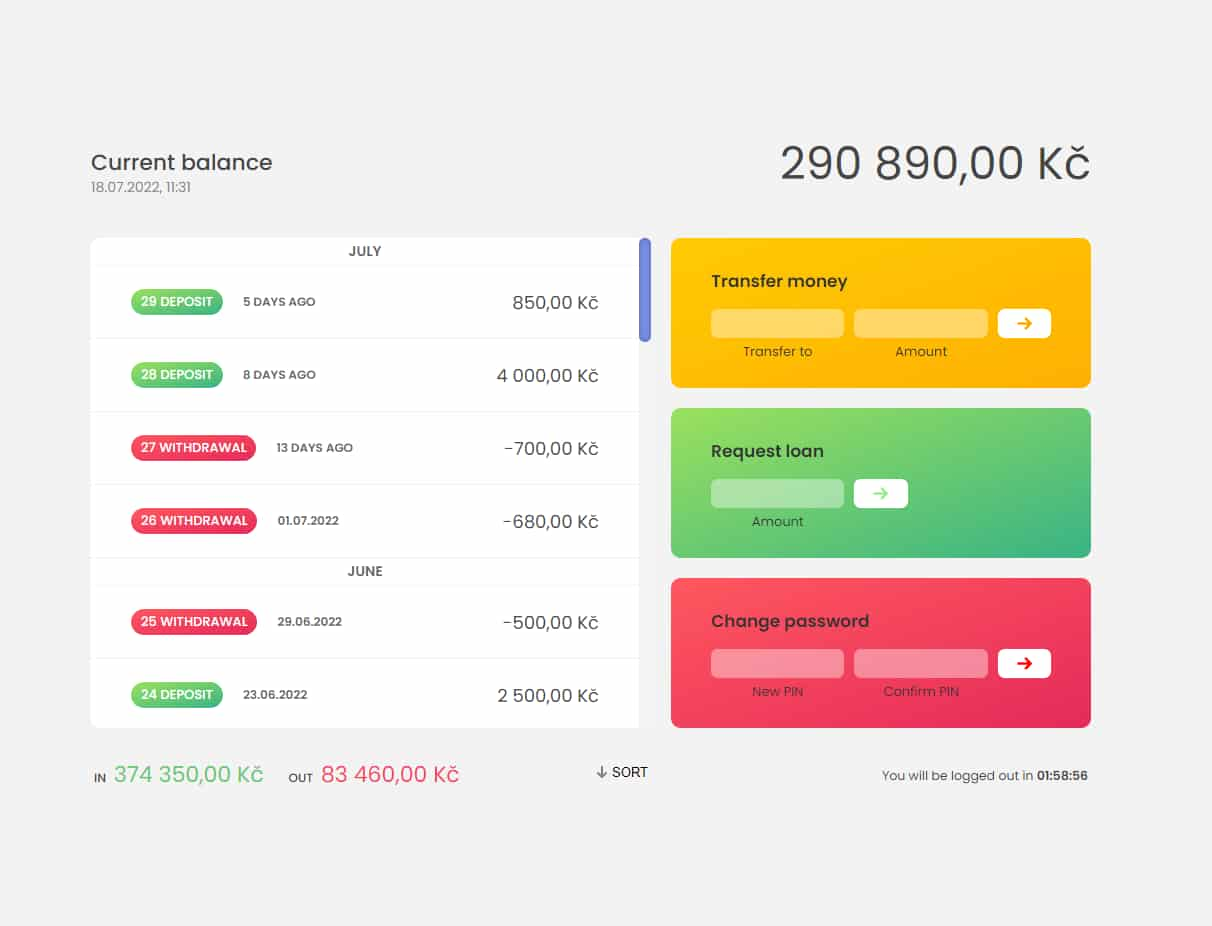 Current balance
18.07.2022, 11:31
290 890,00 Kč
JULY
29 DEPOSIT 5 DAYS AGO 850,00 Kč
28 DEPOSIT 8 DAYS AGO 4 000,00 Kč
27 WITHDRAWAL 13 DAYS AGO −700,00 Kč
26 WITHDRAWAL 01.07.2022 −680,00 Kč
JUNE
25 WITHDRAWAL 29.06.2022 −500,00 Kč
24 DEPOSIT 23.06.2022 2 500,00 Kč
Transfer money
Transfer to Amount
Request loan
Amount
Change password
New PIN Confirm PIN
IN 374 350,00 Kč OUT 83 460,00 Kč ↓ SORT
You will be logged out in 01:58:56